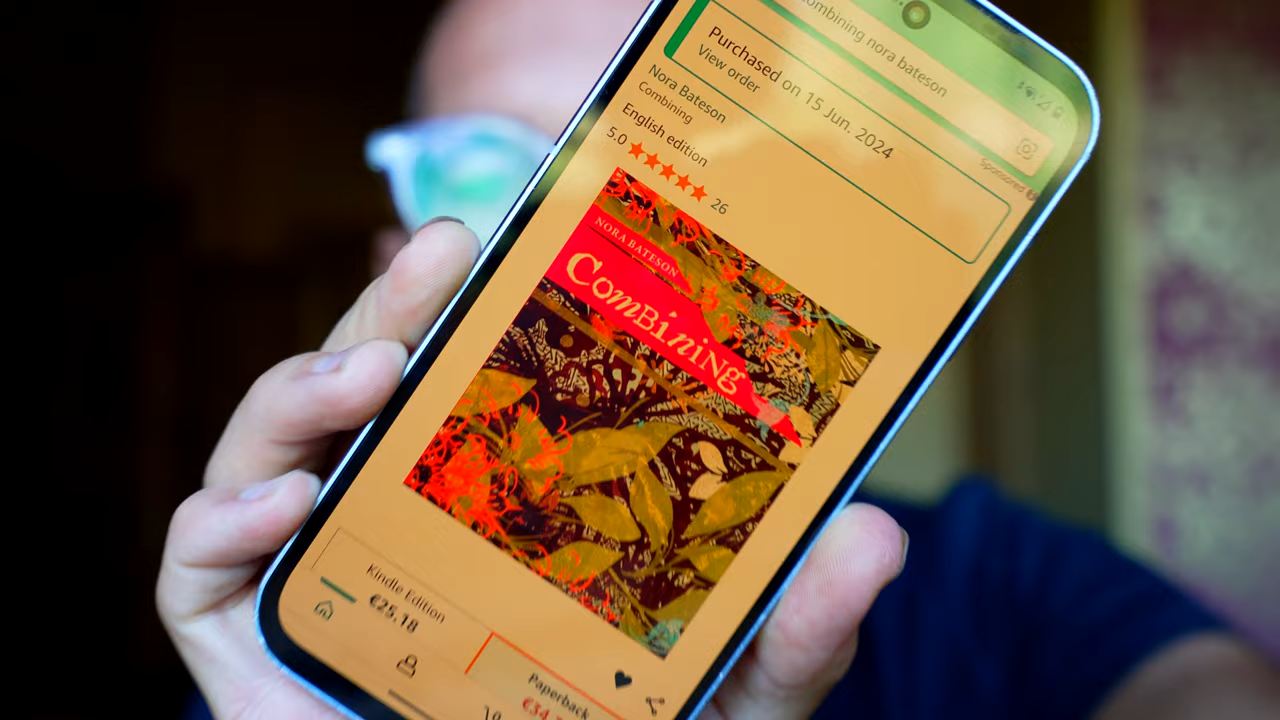 combining nora bateson
Sponsored
Purchased on 15 Jun. 2024
View order
Nora Bateson
Combining
English edition
5.0 26
NORA BATESON
ComBiniNg
Kindle Edition
€25,18
Paperback